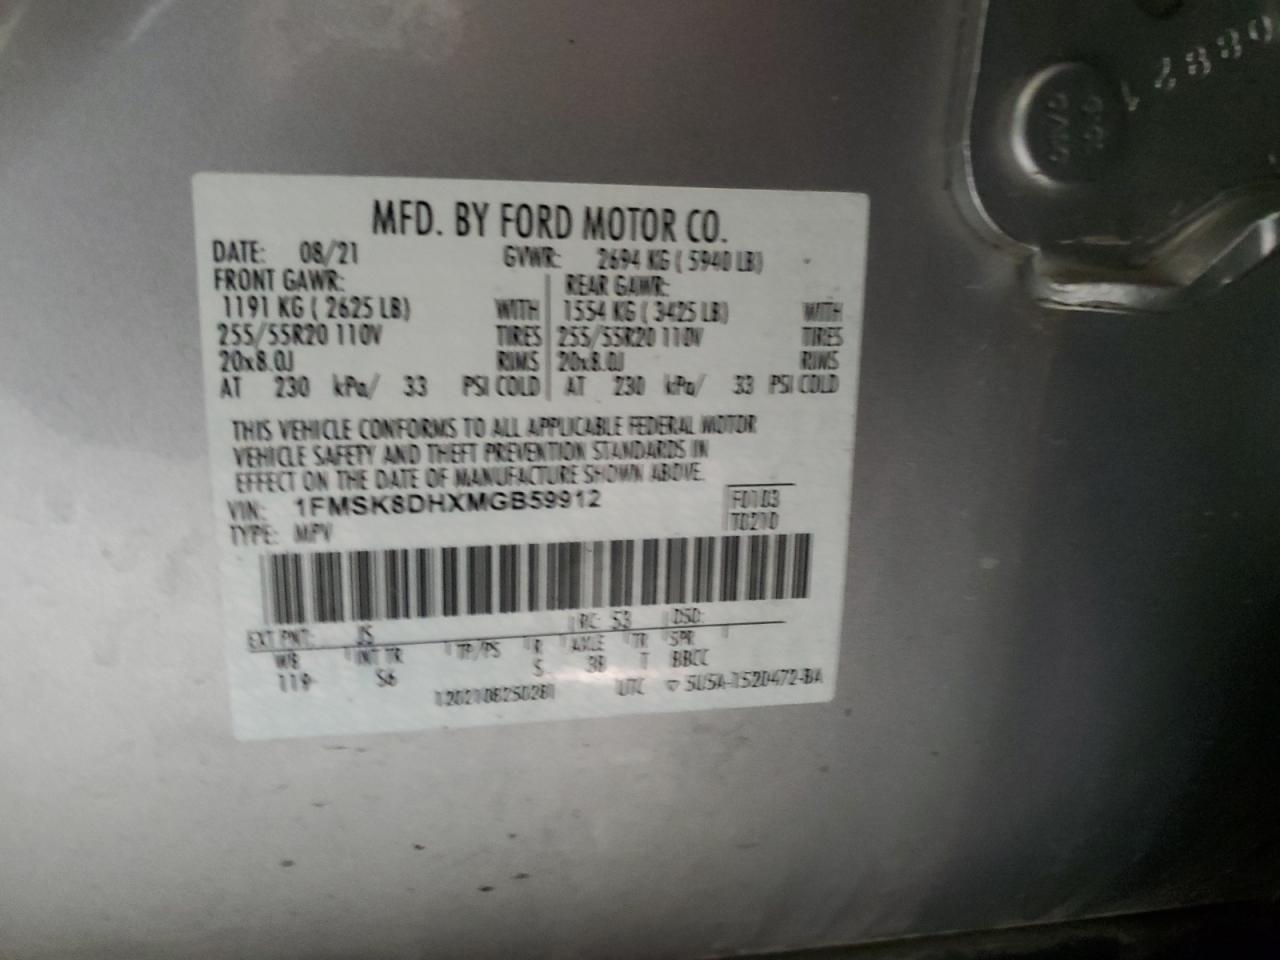 MFD. BY FORD MOTOR CO.
DATE: 08/21 GVWR: 2694 KG ( 5940 LB)
FRONT GAWR: REAR GAWR:
1191 KG ( 2625 LB) WITH 1554 KG ( 3425 LB) WITH
255/55R20 110V TIRES 255/55R20 110V TIRES
20x8.0J RIMS 20x8.0J RIMS
AT 230 kPa/ 33 PSI COLD AT 230 kPa/ 33 PSI COLD
THIS VEHICLE CONFORMS TO ALL APPLICABLE FEDERAL MOTOR
VEHICLE SAFETY AND THEFT PREVENTION STANDARDS IN
EFFECT ON THE DATE OF MANUFACTURE SHOWN ABOVE.
VIN: 1FMSK8DHXMGB59912 F0103
TYPE: MPV T0210
EXT PNT: JS RC: 53 DSO:
WB INT TR TP/PS R AXLE TR SPR
119 S6 S 3B T BBCC
UTC ▽ 5U5A-1520472-BA